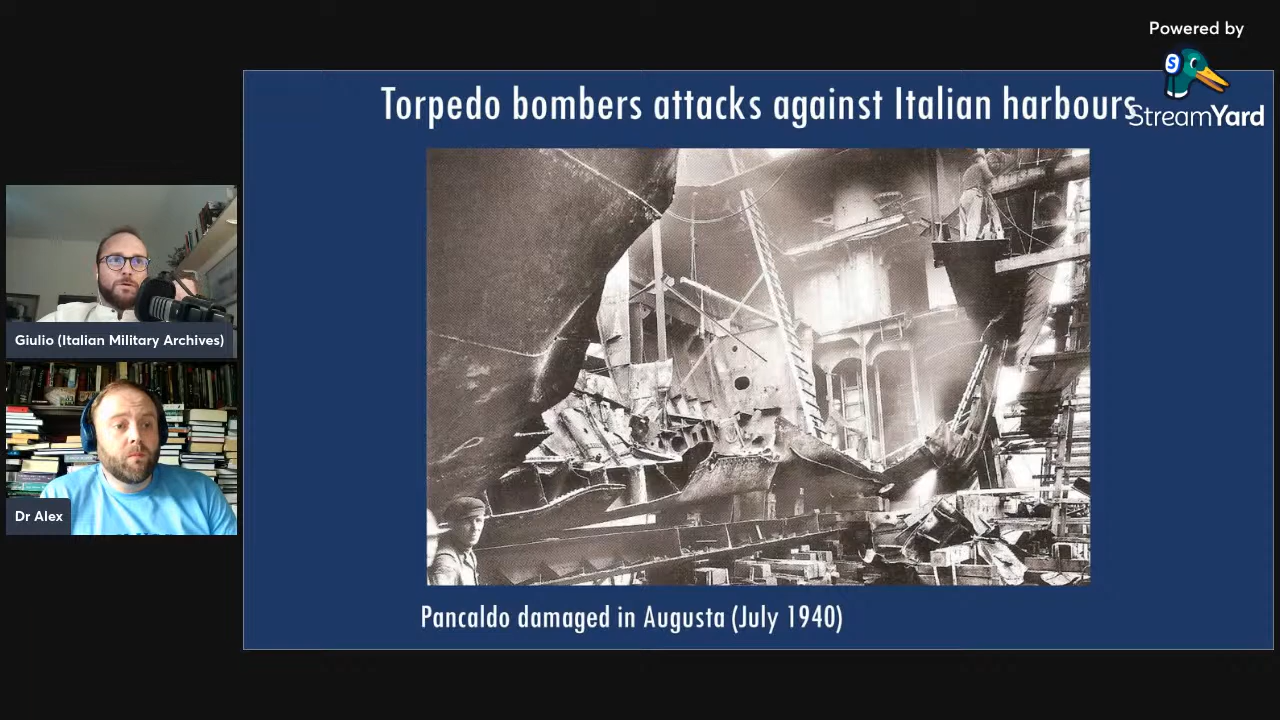 Powered by
S
StreamYard
Torpedo bombers attacks against Italian harbours
Giulio (Italian Military Archives)
Dr Alex
Pancaldo damaged in Augusta (July 1940)